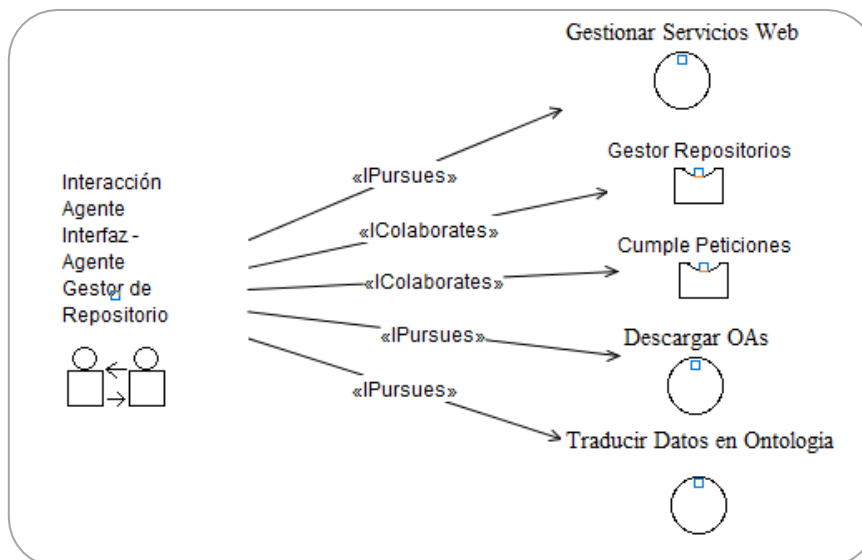 Gestionar Servicios Web
Gestor Repositorios
«IPursues»
Interacción
Agente
Interfaz -
Agente
Gestor de
Repositorio
«IColaborates»
Cumple Peticiones
«IColaborates»
«IPursues»
Descargar OAs
«IPursues»
Traducir Datos en Ontología